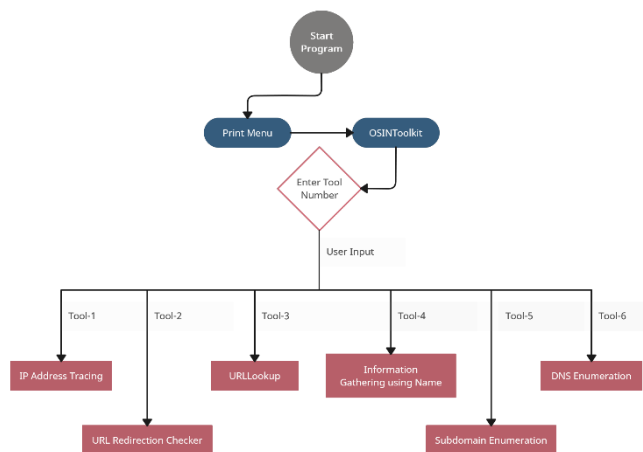 Start
Program
Print Menu
OSINToolkit
Enter Tool
Number
User Input
Tool-1
Tool-2
Tool-3
Tool-4
Tool-5
Tool-6
IP Address Tracing
URLLookup
Information
Gathering using Name
DNS Enumeration
URL Redirection Checker
Subdomain Enumeration